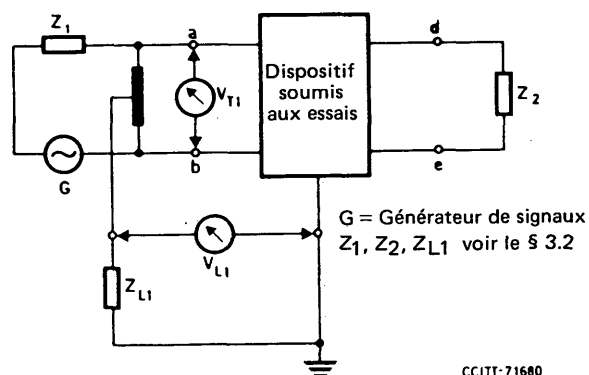 Z1
a
d
Dispositif
soumis
aux essais
VT1
Z2
b
e
G
G = Générateur de signaux
Z1, Z2, ZL1 voir le § 3.2
VL1
ZL1
CCITT-71680